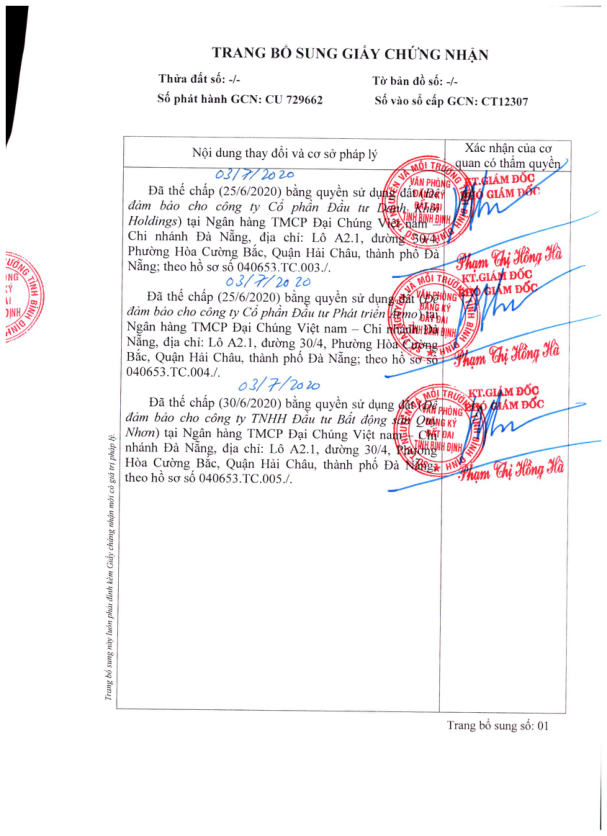 TRANG BỔ SUNG GIẤY CHỨNG NHẬN
Thửa đất số: -/-
Tờ bản đồ số: -/-
Số phát hành GCN: CU 729662
Số vào sổ cấp GCN: CT12307
Nội dung thay đổi và cơ sở pháp lý
Xác nhận của cơ
quan có thẩm quyền
03/7/2020
Đã thế chấp (25/6/2020) bằng quyền sử dụng đất (Để
đảm bảo cho công ty Cổ phần Đầu tư Danh Khôi
Holdings) tại Ngân hàng TMCP Đại Chúng Việt nam –
Chi nhánh Đà Nẵng, địa chỉ: Lô A2.1, đường 30/4,
Phường Hòa Cường Bắc, Quận Hải Châu, thành phố Đà
Nẵng; theo hồ sơ số 040653.TC.003./.
KT.GIÁM ĐỐC
PHÓ GIÁM ĐỐC
Phạm Thị Hồng Hà
03/7/2020
Đã thế chấp (25/6/2020) bằng quyền sử dụng đất (Để
đảm bảo cho công ty Cổ phần Đầu tư Phát triển Armo) tại
Ngân hàng TMCP Đại Chúng Việt nam – Chi nhánh Đà
Nẵng, địa chỉ: Lô A2.1, đường 30/4, Phường Hòa Cường
Bắc, Quận Hải Châu, thành phố Đà Nẵng; theo hồ sơ số
040653.TC.004./.
KT.GIÁM ĐỐC
PHÓ GIÁM ĐỐC
Phạm Thị Hồng Hà
03/7/2020
Đã thế chấp (30/6/2020) bằng quyền sử dụng đất (Để
đảm bảo cho công ty TNHH Đầu tư Bất động sản Quy
Nhơn) tại Ngân hàng TMCP Đại Chúng Việt nam – Chi
nhánh Đà Nẵng, địa chỉ: Lô A2.1, đường 30/4, Phường
Hòa Cường Bắc, Quận Hải Châu, thành phố Đà Nẵng;
theo hồ sơ số 040653.TC.005./.
KT.GIÁM ĐỐC
PHÓ GIÁM ĐỐC
Phạm Thị Hồng Hà
VĂN PHÒNG
ĐĂNG KÝ
ĐẤT ĐAI
TỈNH BÌNH ĐỊNH
Trang bổ sung này luôn phải đính kèm Giấy chứng nhận mới có giá trị pháp lý.
Trang bổ sung số: 01